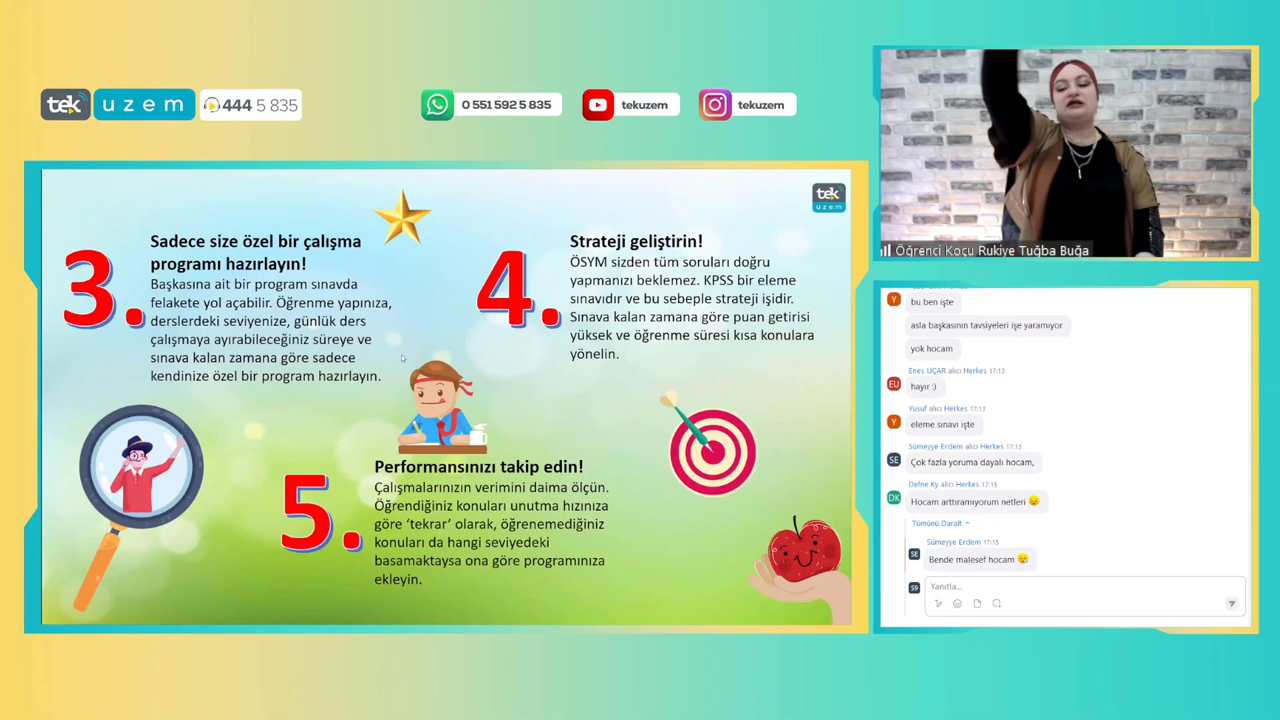 tek
uzem
444 5 835
0 551 592 5 835
tekuzem
tekuzem
tek
uzem
3.
Sadece size özel bir çalışma
programı hazırlayın!
Başkasına ait bir program sınavda
felakete yol açabilir. Öğrenme yapınıza,
derslerdeki seviyenize, günlük ders
çalışmaya ayırabileceğiniz süreye ve
sınava kalan zamana göre sadece
kendinize özel bir program hazırlayın.
4.
Strateji geliştirin!
ÖSYM sizden tüm soruları doğru
yapmanızı beklemez. KPSS bir eleme
sınavıdır ve bu sebeple strateji işidir.
Sınava kalan zamana göre puan getirisi
yüksek ve öğrenme süresi kısa konulara
yönelin.
5.
Performansınızı takip edin!
Çalışmalarınızın verimini daima ölçün.
Öğrendiğiniz konuları unutma hızınıza
göre ‘tekrar’ olarak, öğrenemediğiniz
konuları da hangi seviyedeki
basamaktaysa ona göre programınıza
ekleyin.
Öğrenci Koçu Rukiye Tuğba Buğa
Y
bu ben işte
asla başkasının tavsiyeleri işe yaramıyor
yok hocam
Enes UÇAR alıcı Herkes 17:13
EU
hayır :)
Yusuf alıcı Herkes 17:13
Y
eleme sınavı işte
Sümeyye Erdem alıcı Herkes 17:13
SE
Çok fazla yoruma dayalı hocam,
Defne Ky alıcı Herkes 17:15
DK
Hocam arttıramıyorum netleri
Tümünü Daralt
Sümeyye Erdem 17:15
SE
Bende malesef hocam
S9
Yanıtla...